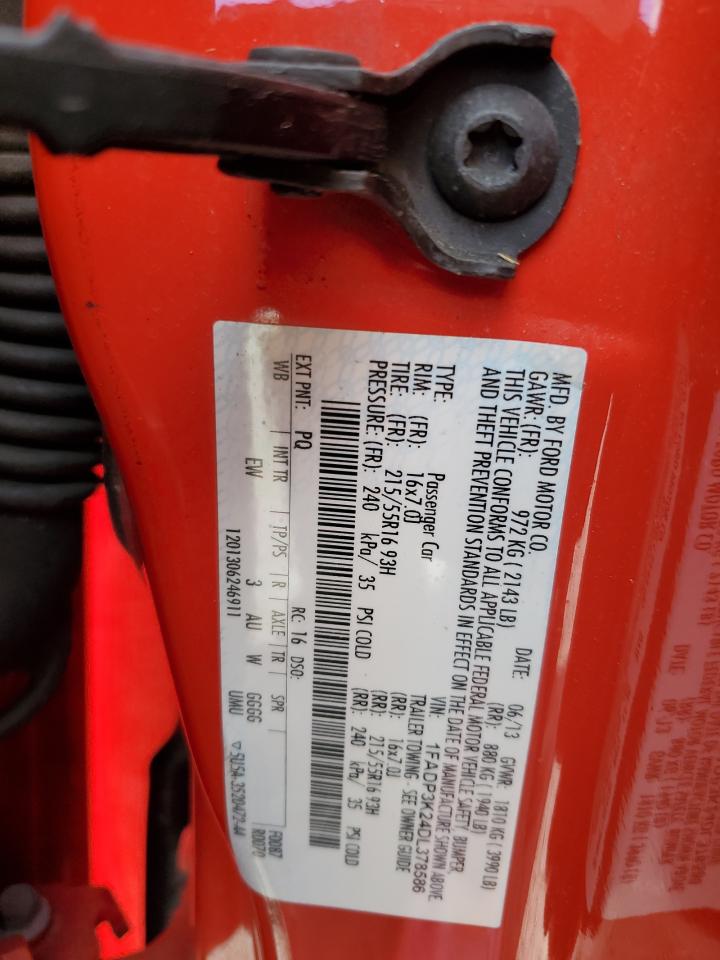 MFD. BY FORD MOTOR CO.
DATE: 06/13 GVWR: 1810 KG ( 3990 LB)
GAWR: (FR): 972 KG ( 2143 LB) (RR): 880 KG ( 1940 LB)
THIS VEHICLE CONFORMS TO ALL APPLICABLE FEDERAL MOTOR VEHICLE SAFETY, BUMPER,
AND THEFT PREVENTION STANDARDS IN EFFECT ON THE DATE OF MANUFACTURE SHOWN ABOVE
VIN: 1FADP3K24DL378586
TYPE: Passenger Car TRAILER TOWING - SEE OWNER GUIDE
RIM: (FR): 16x7.0J (RR): 16x7.0J
TIRE: (FR): 215/55R16 93H (RR): 215/55R16 93H
PRESSURE: (FR): 240 kPa/ 35 PSI COLD (RR): 240 kPa/ 35 PSI COLD
EXT PNT: PQ RC: 16 DSO: F0087
R0070
WB INT TR TP/PS R AXLE TR SPR
EW 3 AU W GGGG UMU
120130624691​1